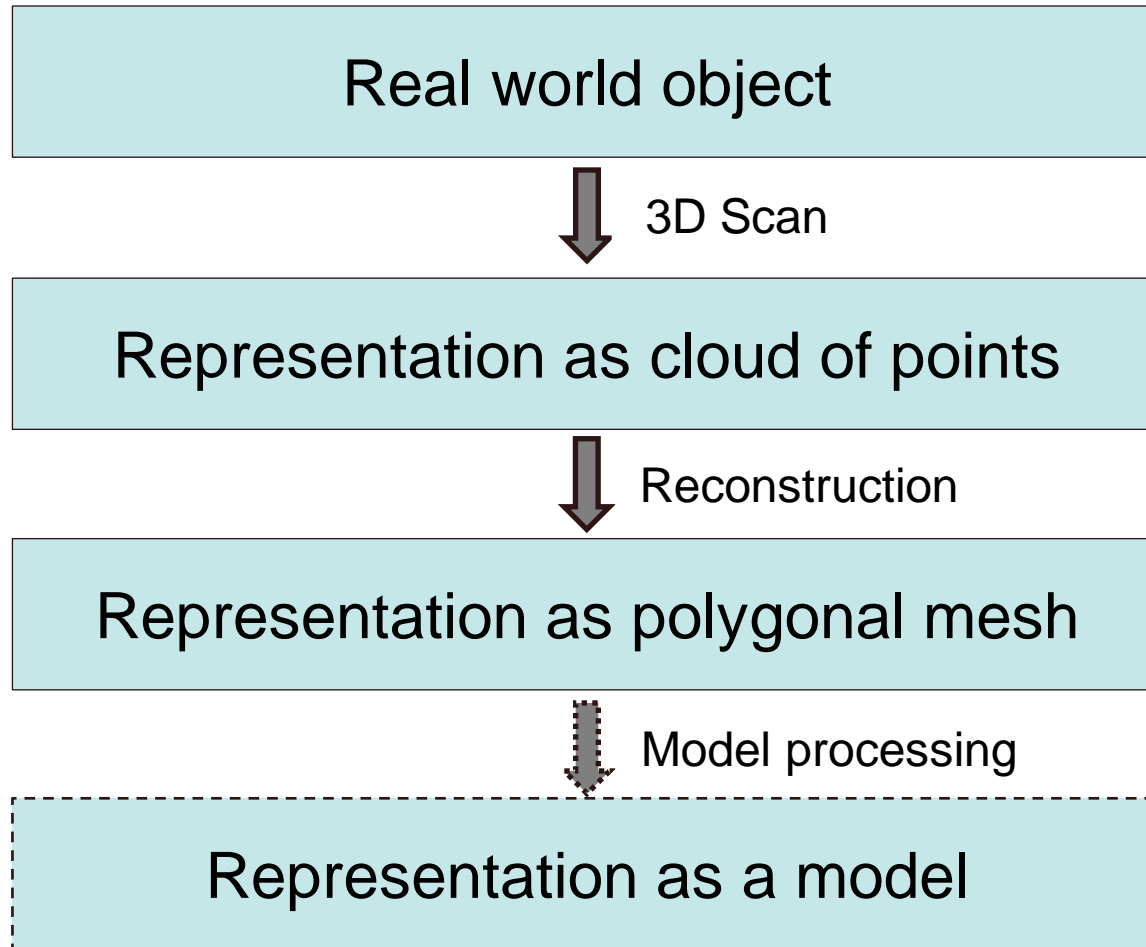 Real world object
3D Scan
Representation as cloud of points
Reconstruction
Representation as polygonal mesh
Model processing
Representation as a model